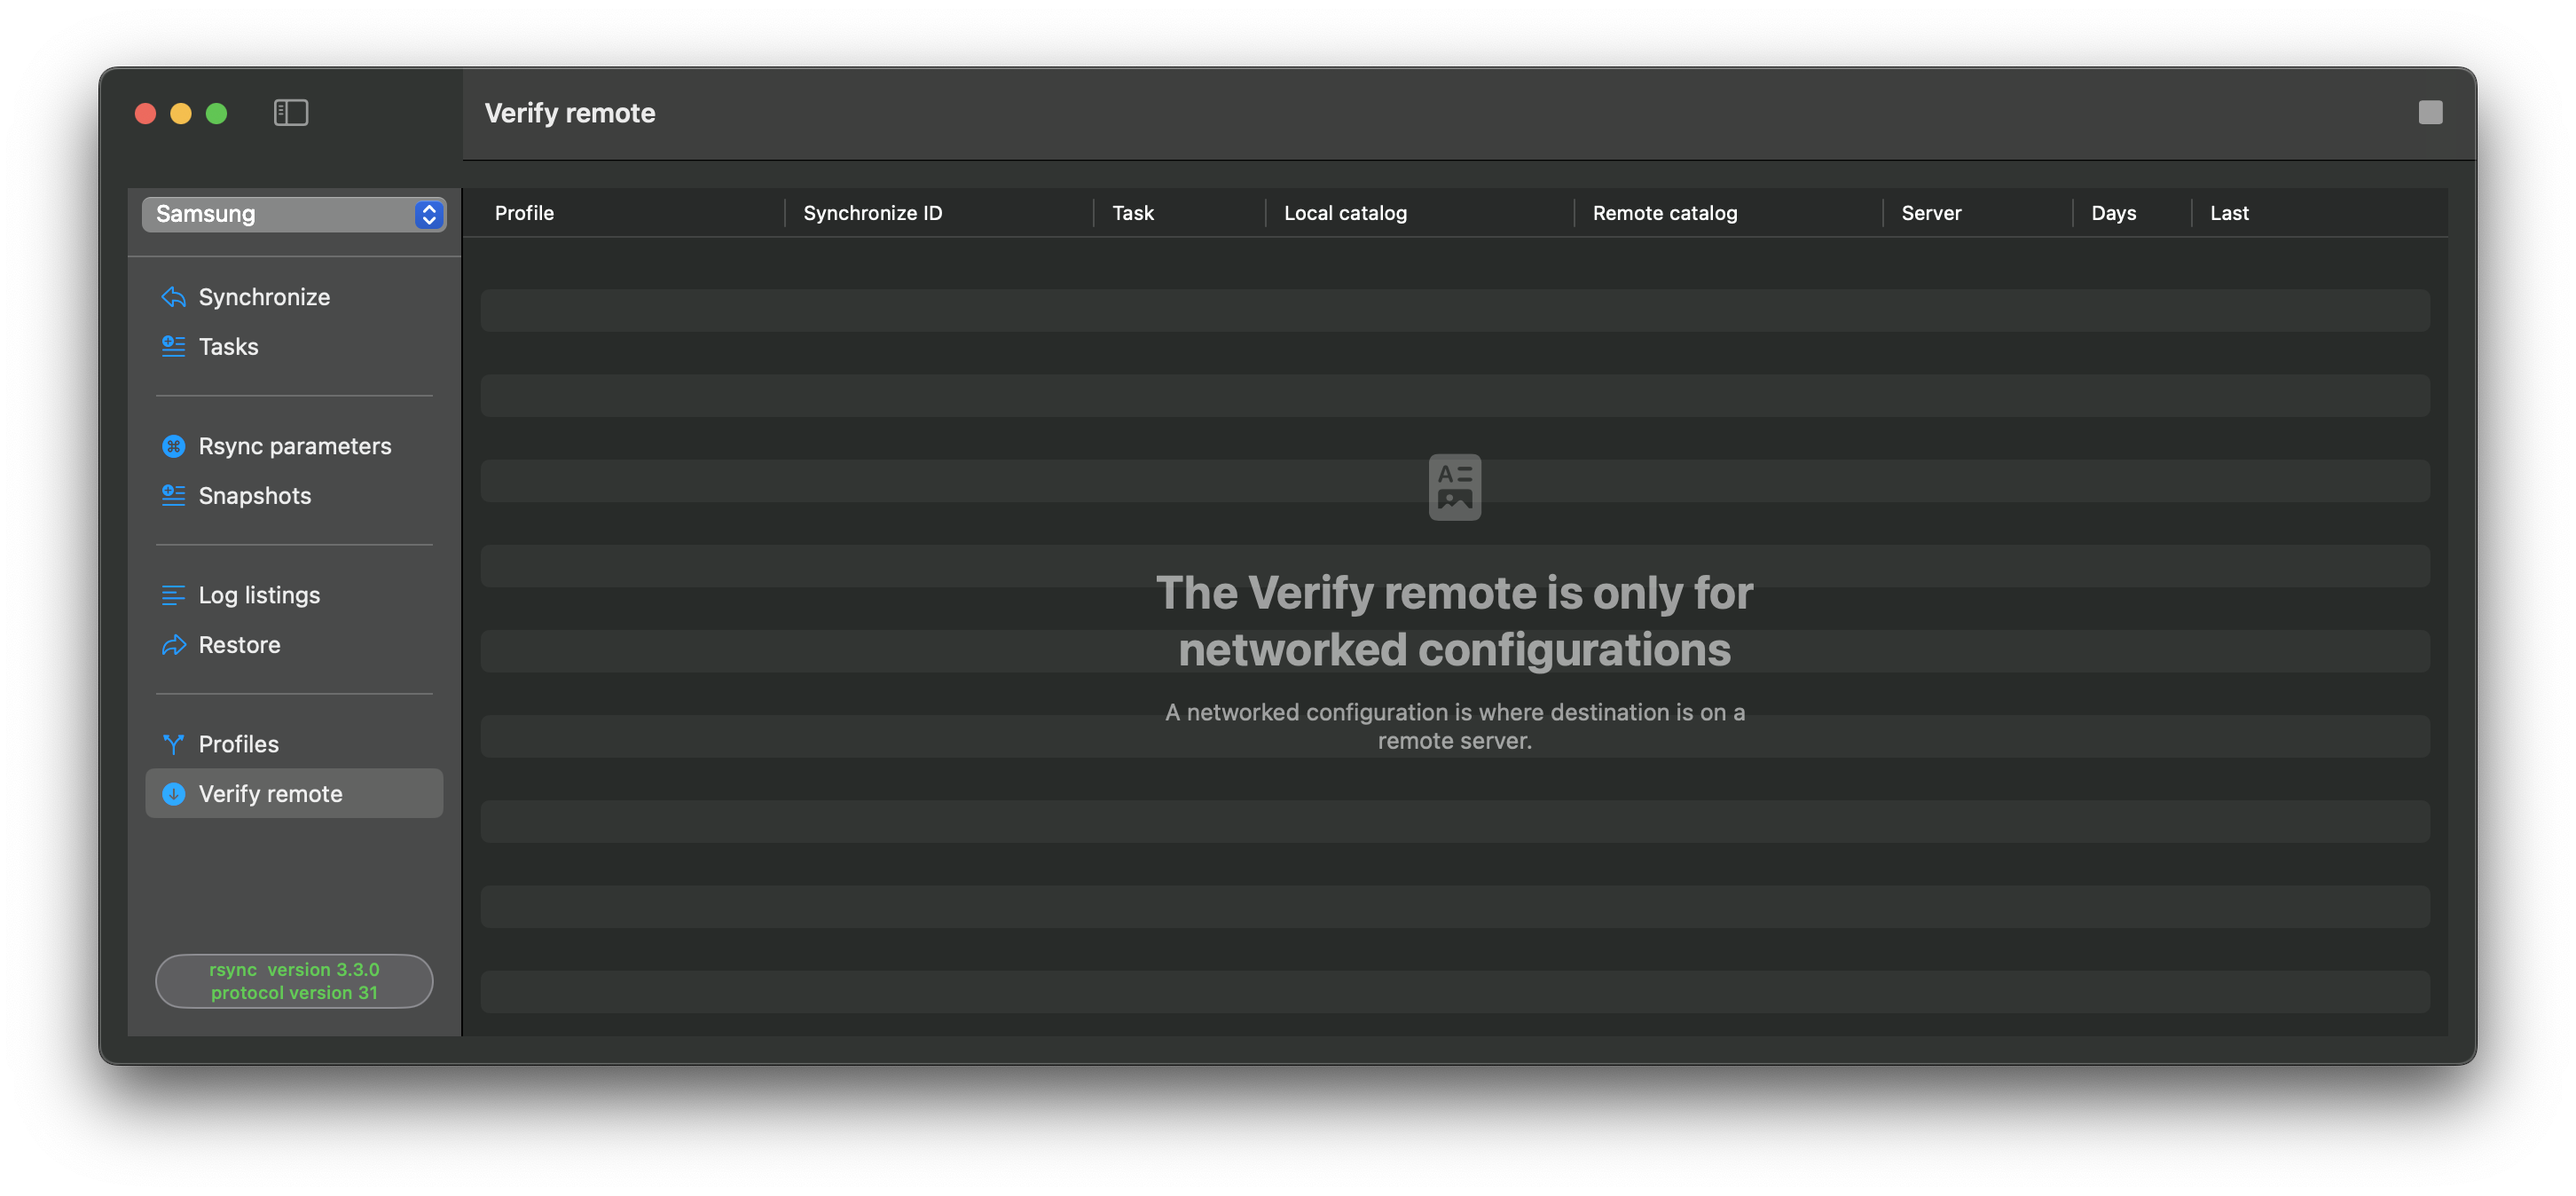 Verify remote
Samsung
Synchronize
Tasks
Rsync parameters
Snapshots
Log listings
Restore
Profiles
Verify remote
rsync  version 3.3.0
protocol version 31
Profile
Synchronize ID
Task
Local catalog
Remote catalog
Server
Days
Last
The Verify remote is only for
networked configurations
A networked configuration is where destination is on a
remote server.